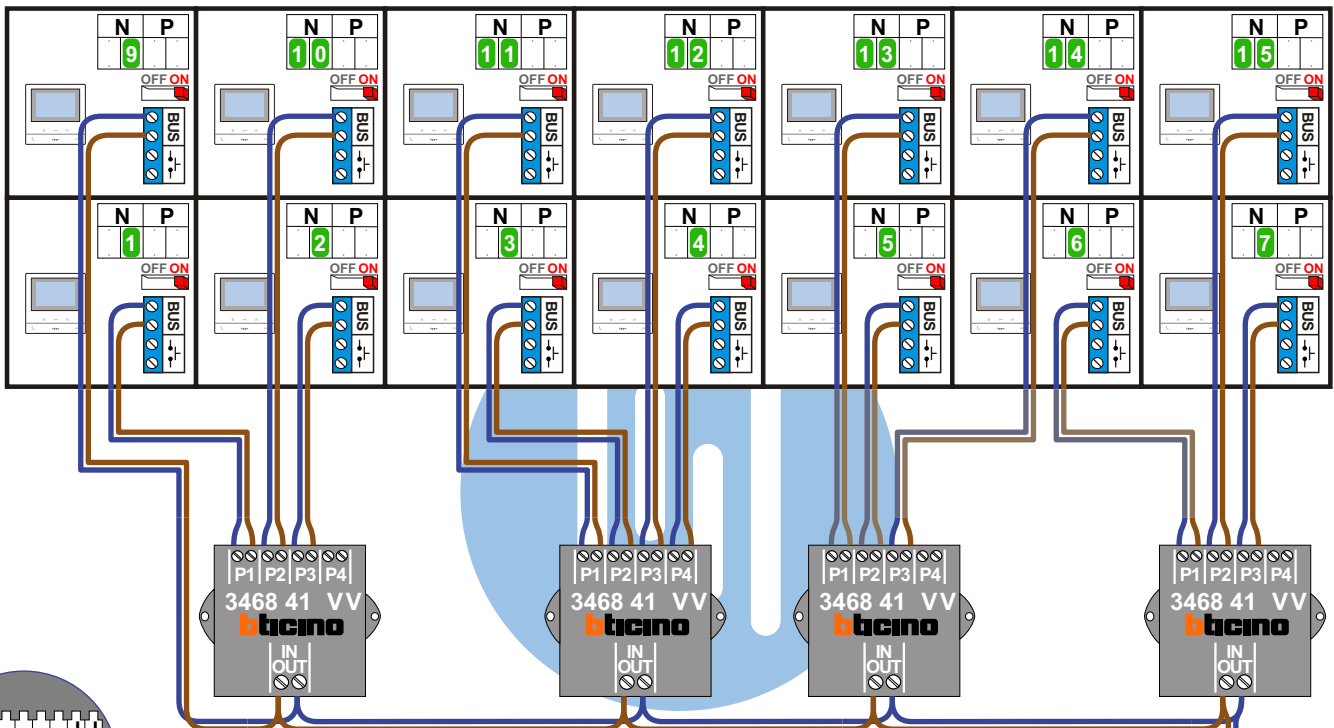 N P N P N P N P N P N P N P
9 10 11 12 13 14 15
OFF ON OFF ON OFF ON OFF ON OFF ON OFF ON OFF ON
BUS BUS BUS BUS BUS BUS BUS
N P N P N P N P N P N P N P
1 2 3 4 5 6 7
OFF ON OFF ON OFF ON OFF ON OFF ON OFF ON OFF ON
BUS BUS BUS BUS BUS BUS BUS
P1 P2 P3 P4 P1 P2 P3 P4 P1 P2 P3 P4 P1 P2 P3 P4
3468 41 VV 3468 41 VV 3468 41 VV 3468 41 VV
bticino bticino bticino bticino
IN IN IN IN
OUT OUT OUT OUT